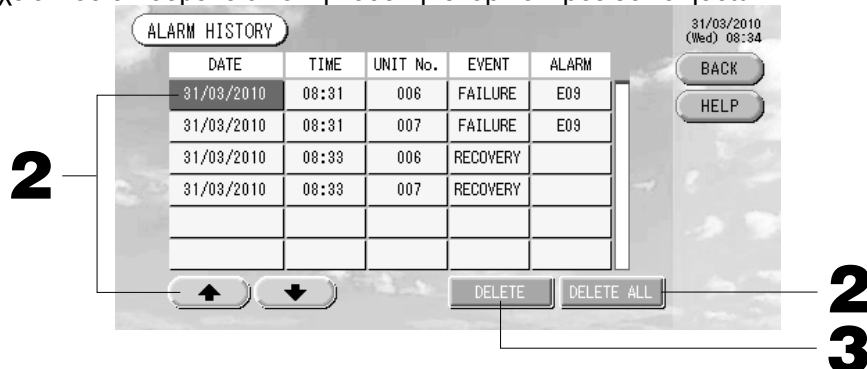 ALARM HISTORY
31/03/2010
(Wed) 08:34
BACK
HELP
DATE TIME UNIT No. EVENT ALARM
31/03/2010 08:31 006 FAILURE E09
31/03/2010 08:31 007 FAILURE E09
31/03/2010 08:33 006 RECOVERY
31/03/2010 08:33 007 RECOVERY
2
DELETE DELETE ALL
2
3